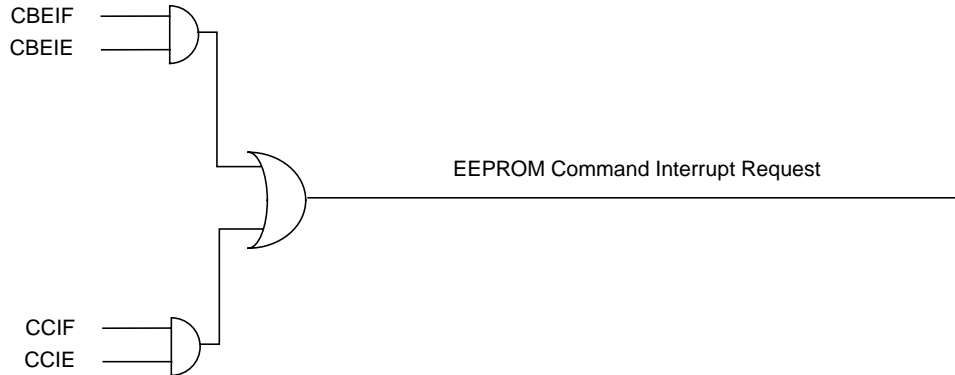 CBEIF
CBEIE
EEPROM Command Interrupt Request
CCIF
CCIE